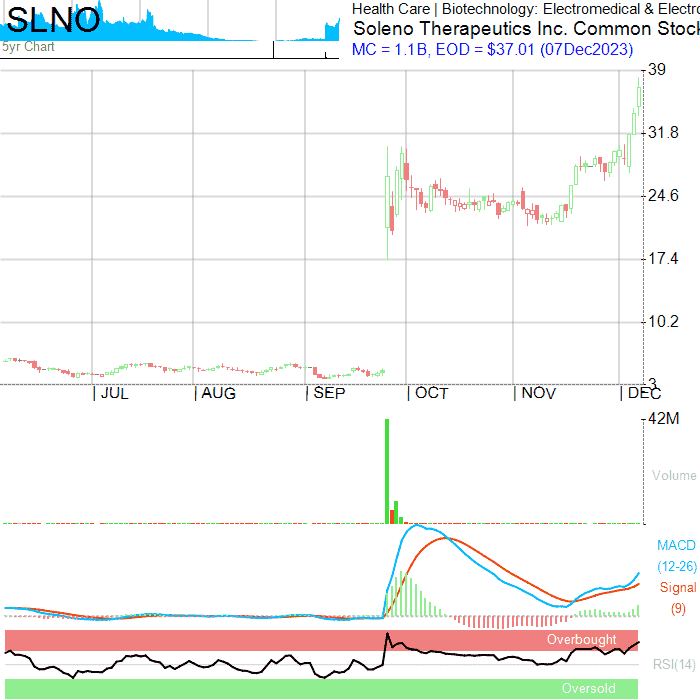 SLNO
5yr Chart
Health Care | Biotechnology: Electromedical & Electro
Soleno Therapeutics Inc. Common Stock
MC = 1.1B, EOD = $37.01 (07Dec2023)
39
31.8
24.6
17.4
10.2
3
| JUL | AUG | SEP | OCT | NOV | DEC
42M
Volume
MACD
(12-26)
Signal
(9)
Overbought
RSI(14)
Oversold